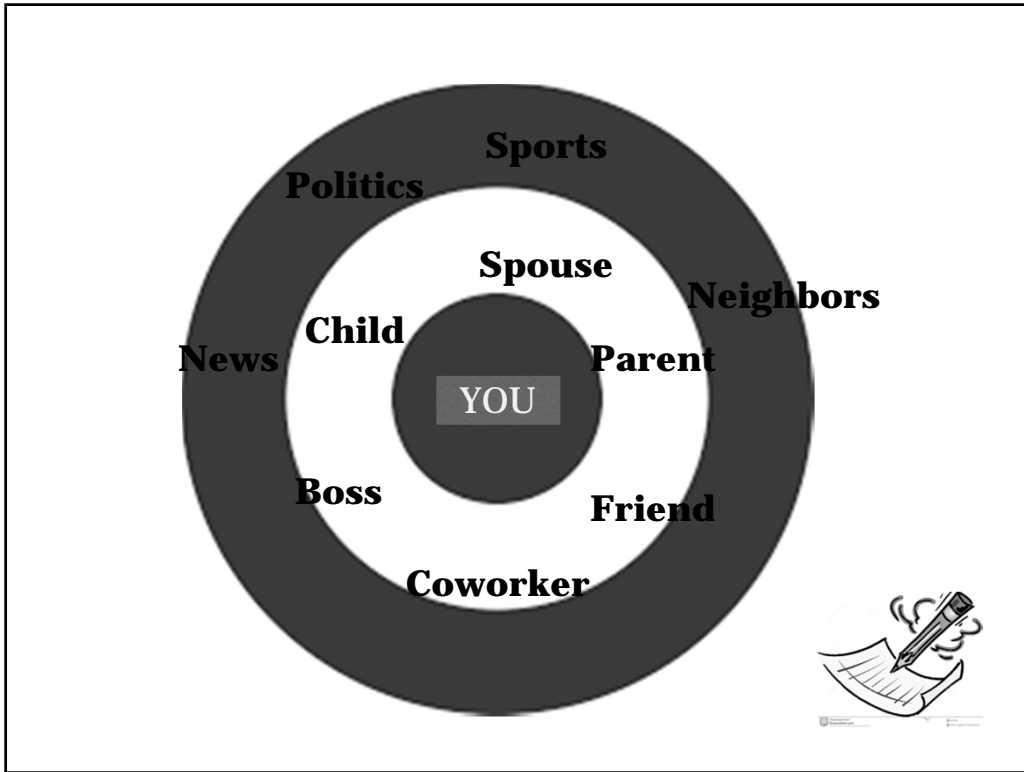 Sports
Politics
Spouse
Neighbors
Child
News
Parent
YOU
Boss
Friend
Coworker